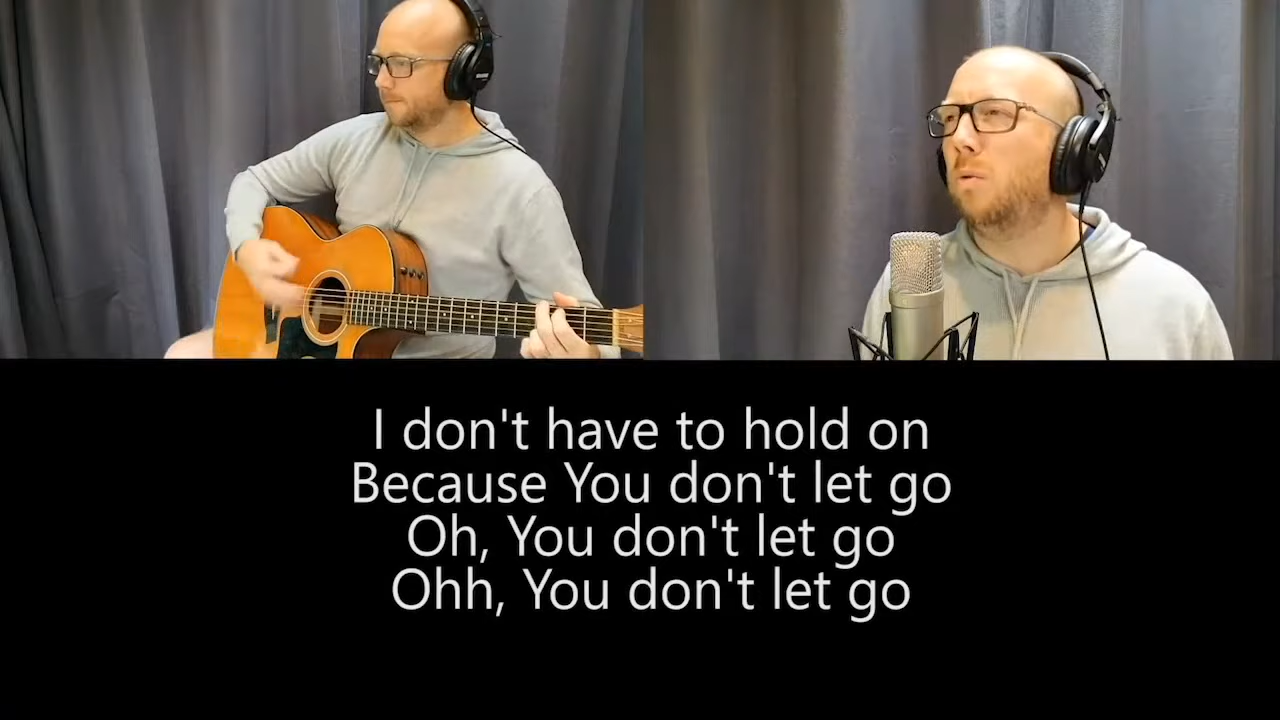 I don't have to hold on
Because You don't let go
Oh, You don't let go
Ohh, You don't let go